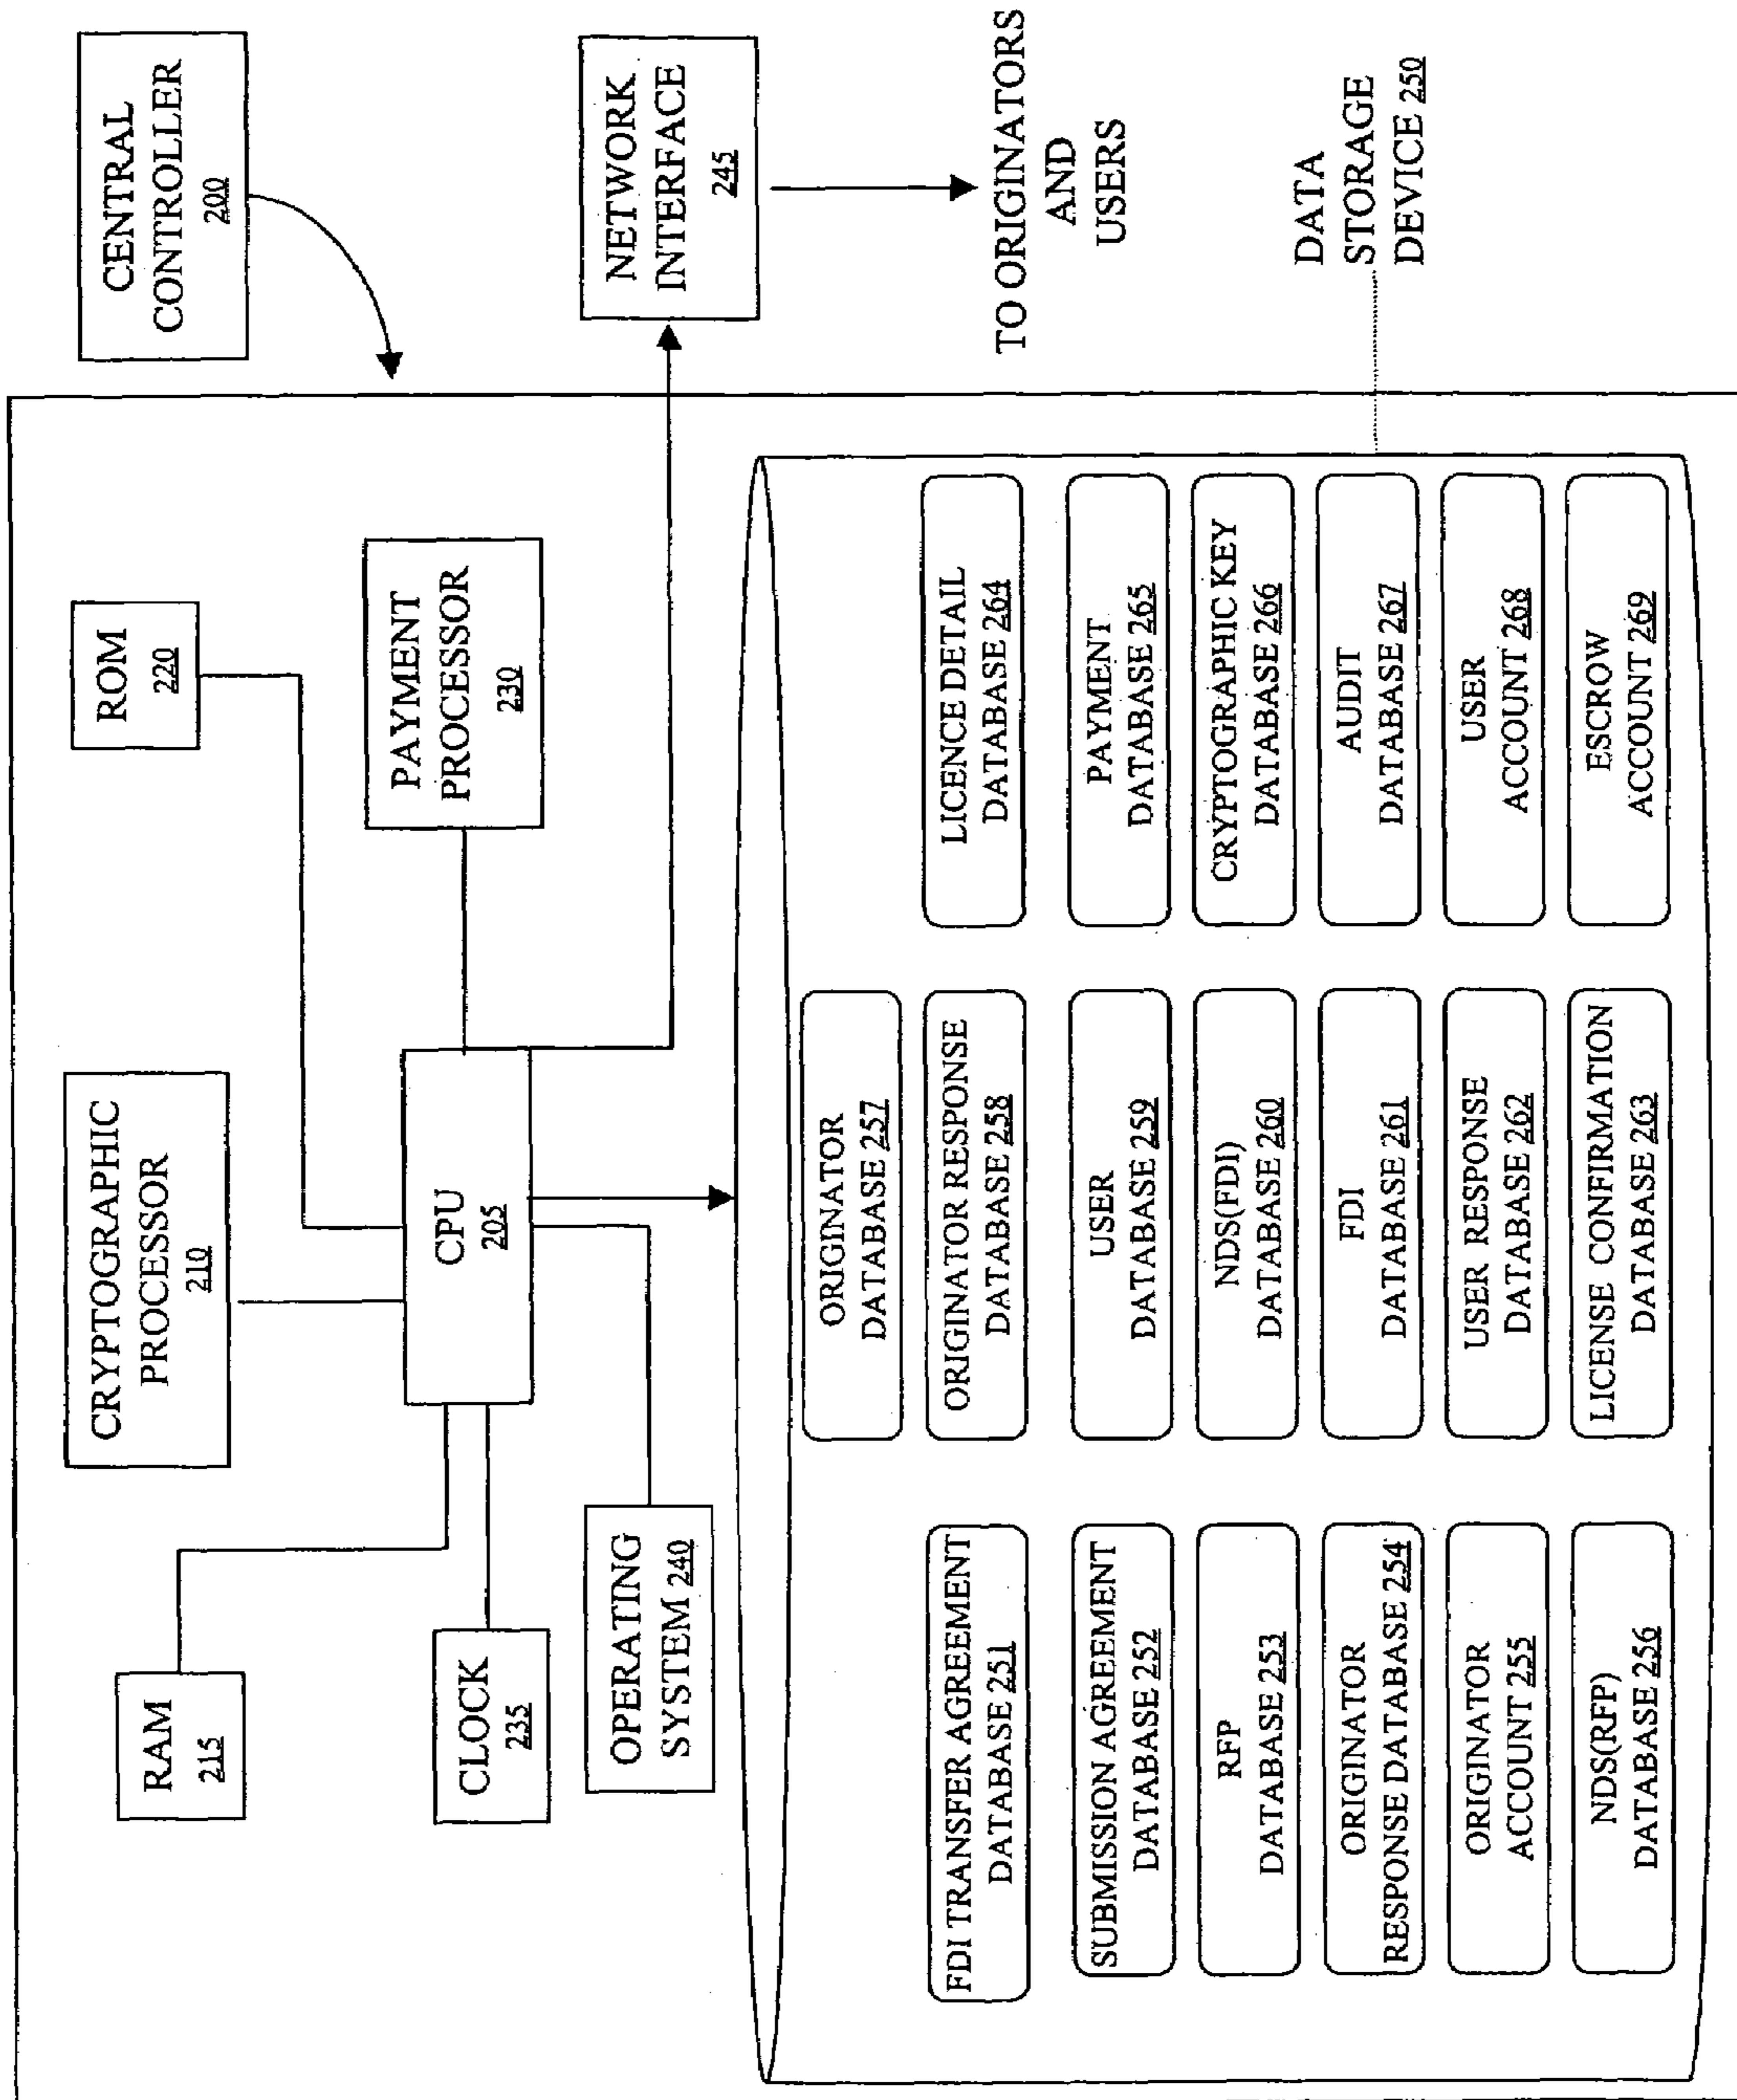 CENTRAL
CONTROLLER
200
CRYPTOGRAPHIC
PROCESSOR
210
ROM
220
RAM
215
PAYMENT
PROCESSOR
230
CPU
205
CLOCK
235
NETWORK
INTERFACE
245
OPERATING
SYSTEM 240
TO ORIGINATORS
AND
USERS
DATA
STORAGE
DEVICE 250
FDI TRANSFER AGREEMENT
DATABASE 251
SUBMISSION AGREEMENT
DATABASE 252
RFP
DATABASE 253
ORIGINATOR
RESPONSE DATABASE 254
ORIGINATOR
ACCOUNT 255
NDS(RFP)
DATABASE 256
ORIGINATOR
DATABASE 257
ORIGINATOR RESPONSE
DATABASE 258
USER
DATABASE 259
NDS(FDI)
DATABASE 260
FDI
DATABASE 261
USER RESPONSE
DATABASE 262
LICENSE CONFIRMATION
DATABASE 263
LICENCE DETAIL
DATABASE 264
PAYMENT
DATABASE 265
CRYPTOGRAPHIC KEY
DATABASE 266
AUDIT
DATABASE 267
USER
ACCOUNT 268
ESCROW
ACCOUNT 269